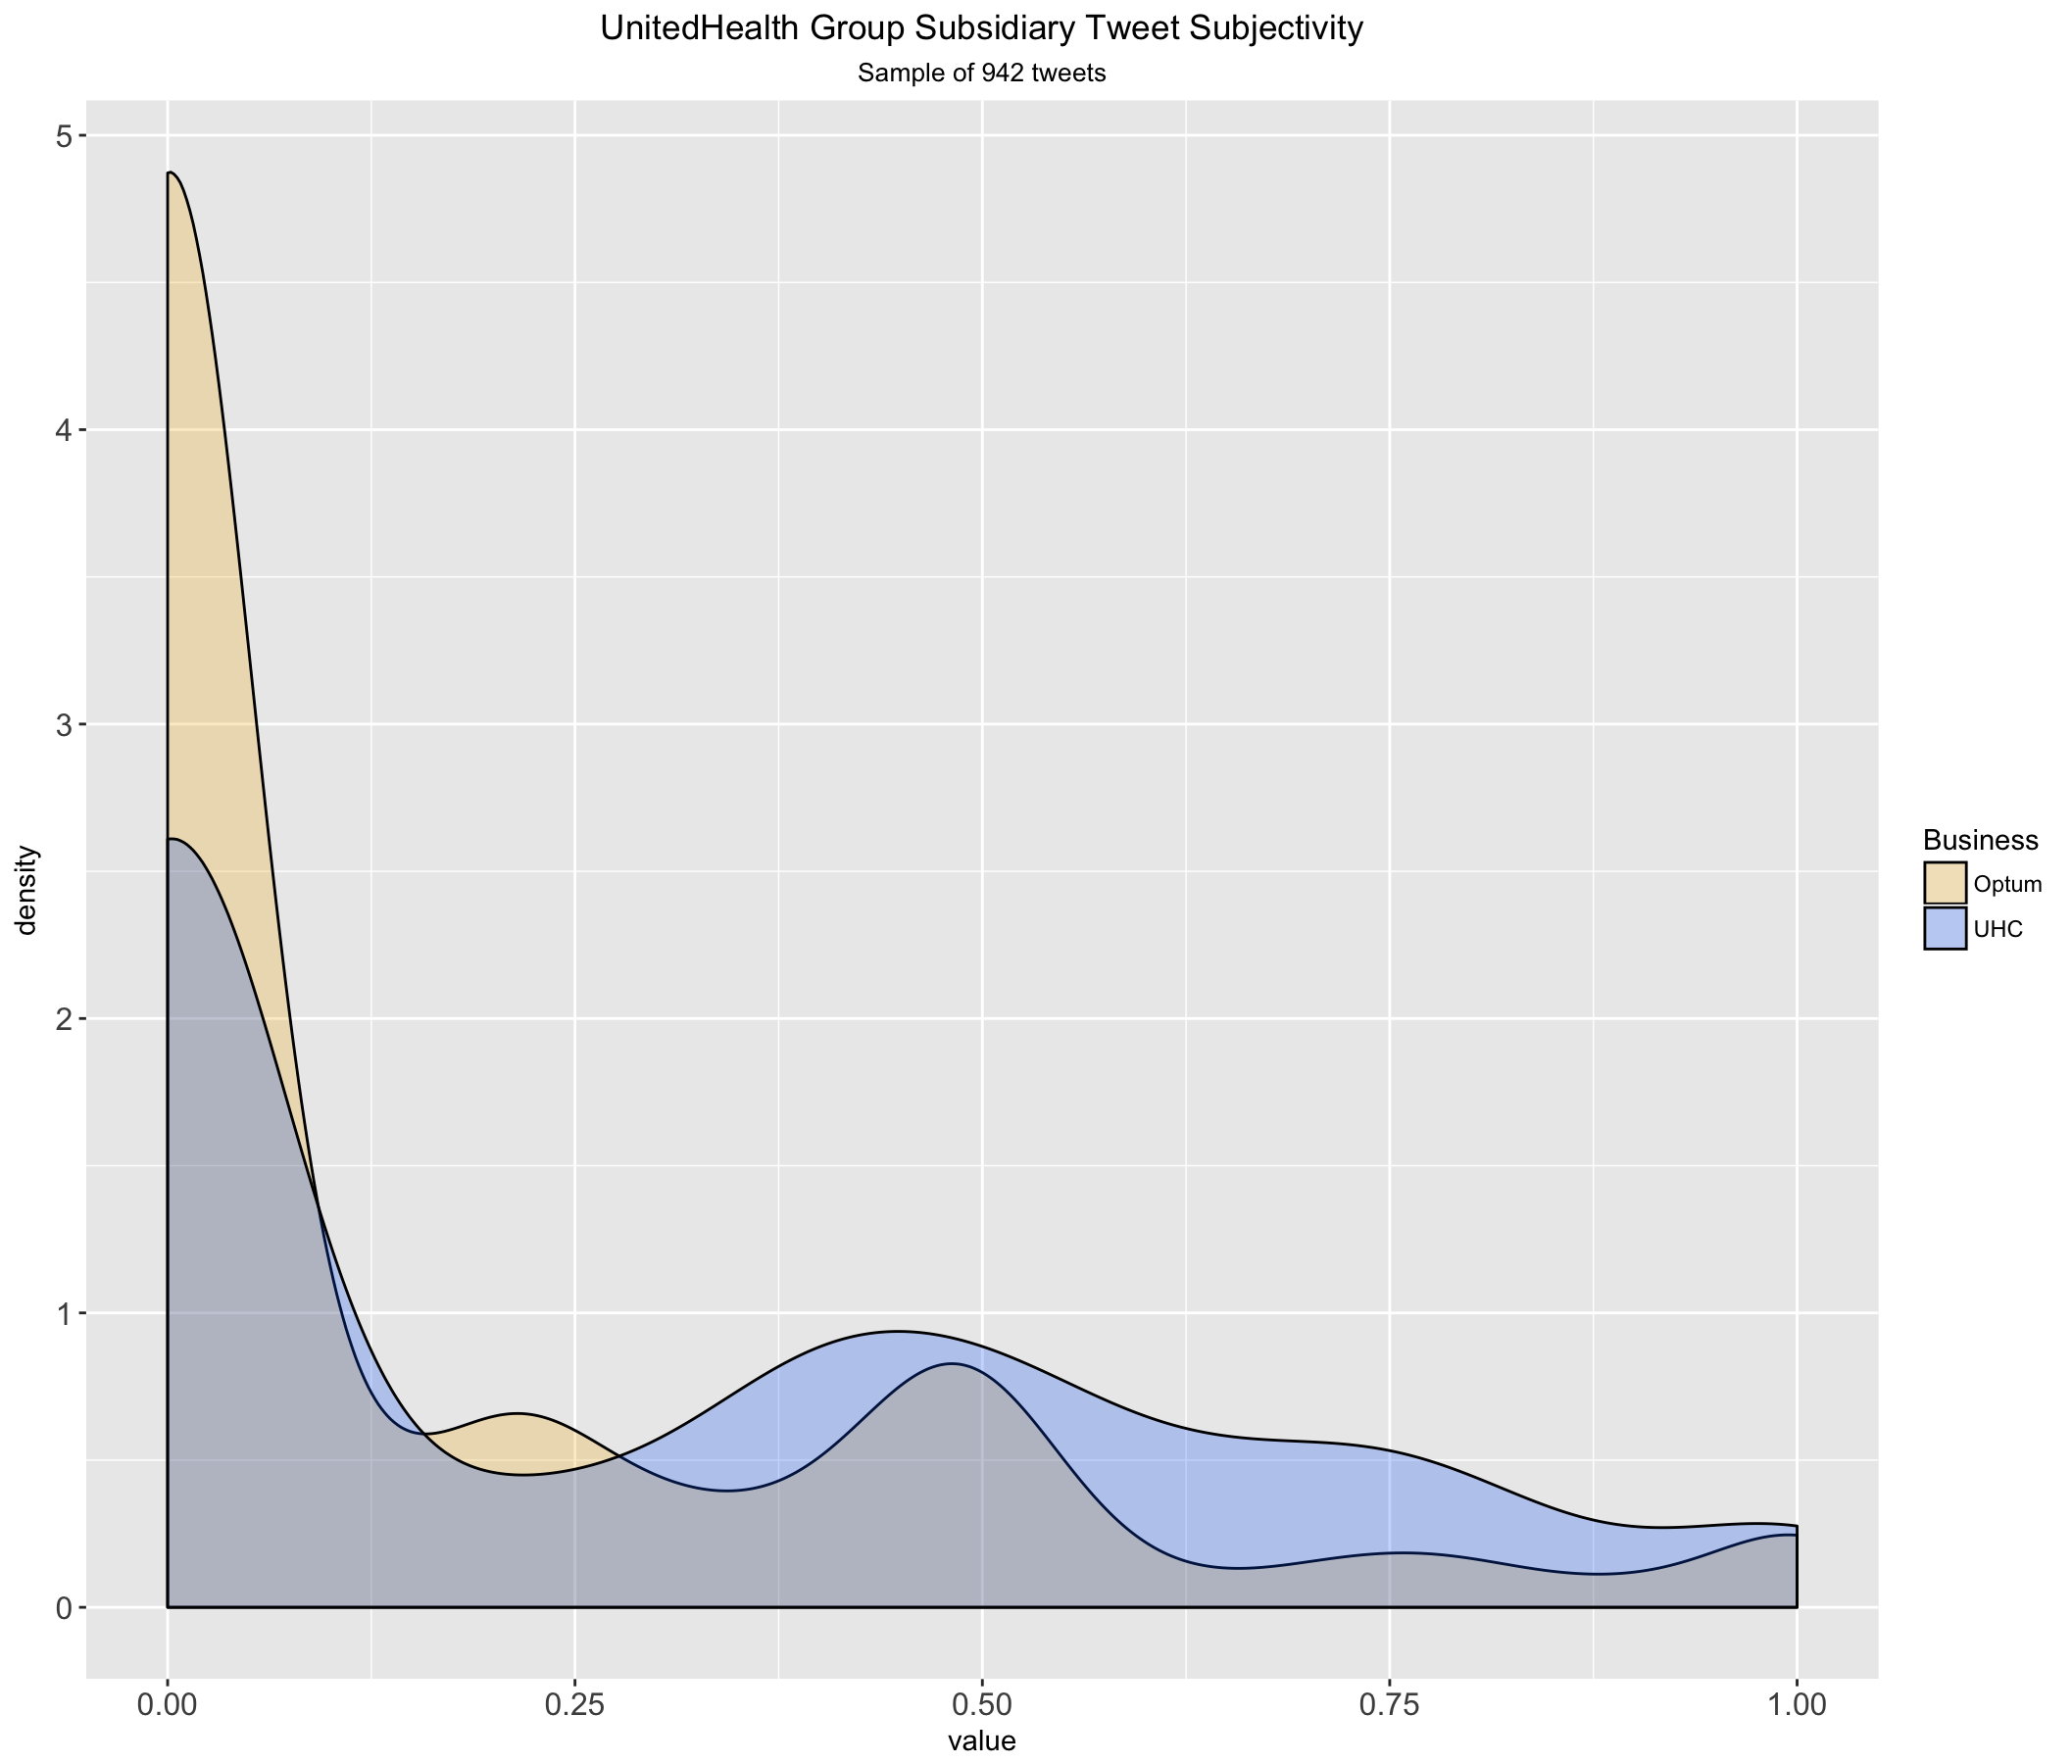 UnitedHealth Group Subsidiary Tweet Subjectivity
Sample of 942 tweets
5
4
3
2
1
0
density
0.00 0.25 0.50 0.75 1.00
value
Business
Optum
UHC